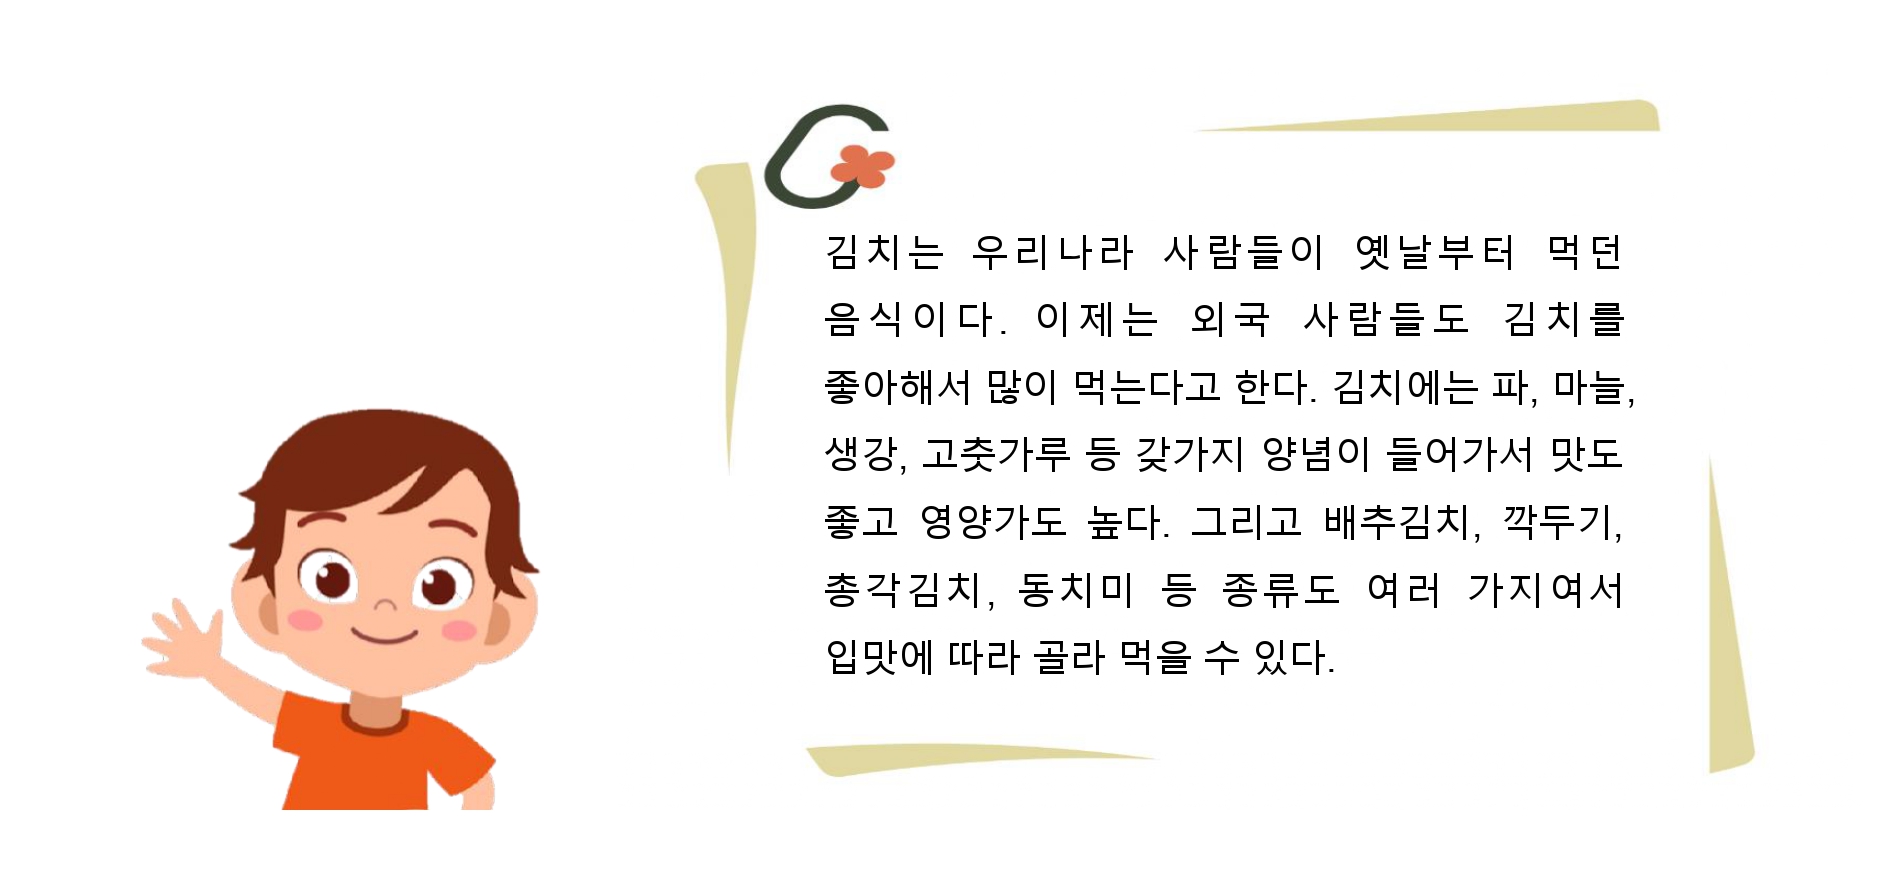 김치는 우리나라 사람들이 옛날부터 먹던
음식이다. 이제는 외국 사람들도 김치를
좋아해서 많이 먹는다고 한다. 김치에는 파, 마늘,
생강, 고춧가루 등 갖가지 양념이 들어가서 맛도
좋고 영양가도 높다. 그리고 배추김치, 깍두기,
총각김치, 동치미 등 종류도 여러 가지여서
입맛에 따라 골라 먹을 수 있다.